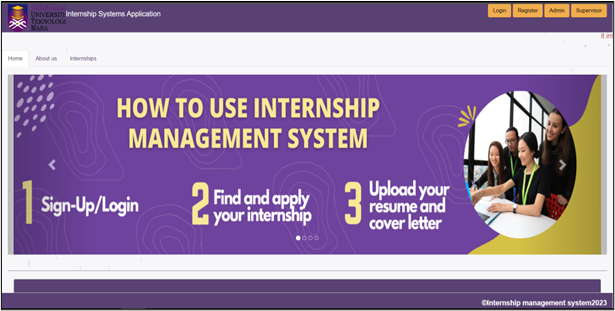 UNIVERSITI
TEKNOLOGI
MARA
Internship Systems Application
Login
Register
Admin
Supervisor
Home
About us
Internships
HOW TO USE INTERNSHIP
MANAGEMENT SYSTEM
1 Sign-Up/Login
2 Find and apply
your internship
3 Upload your
resume and
cover letter
©Internship management system2023